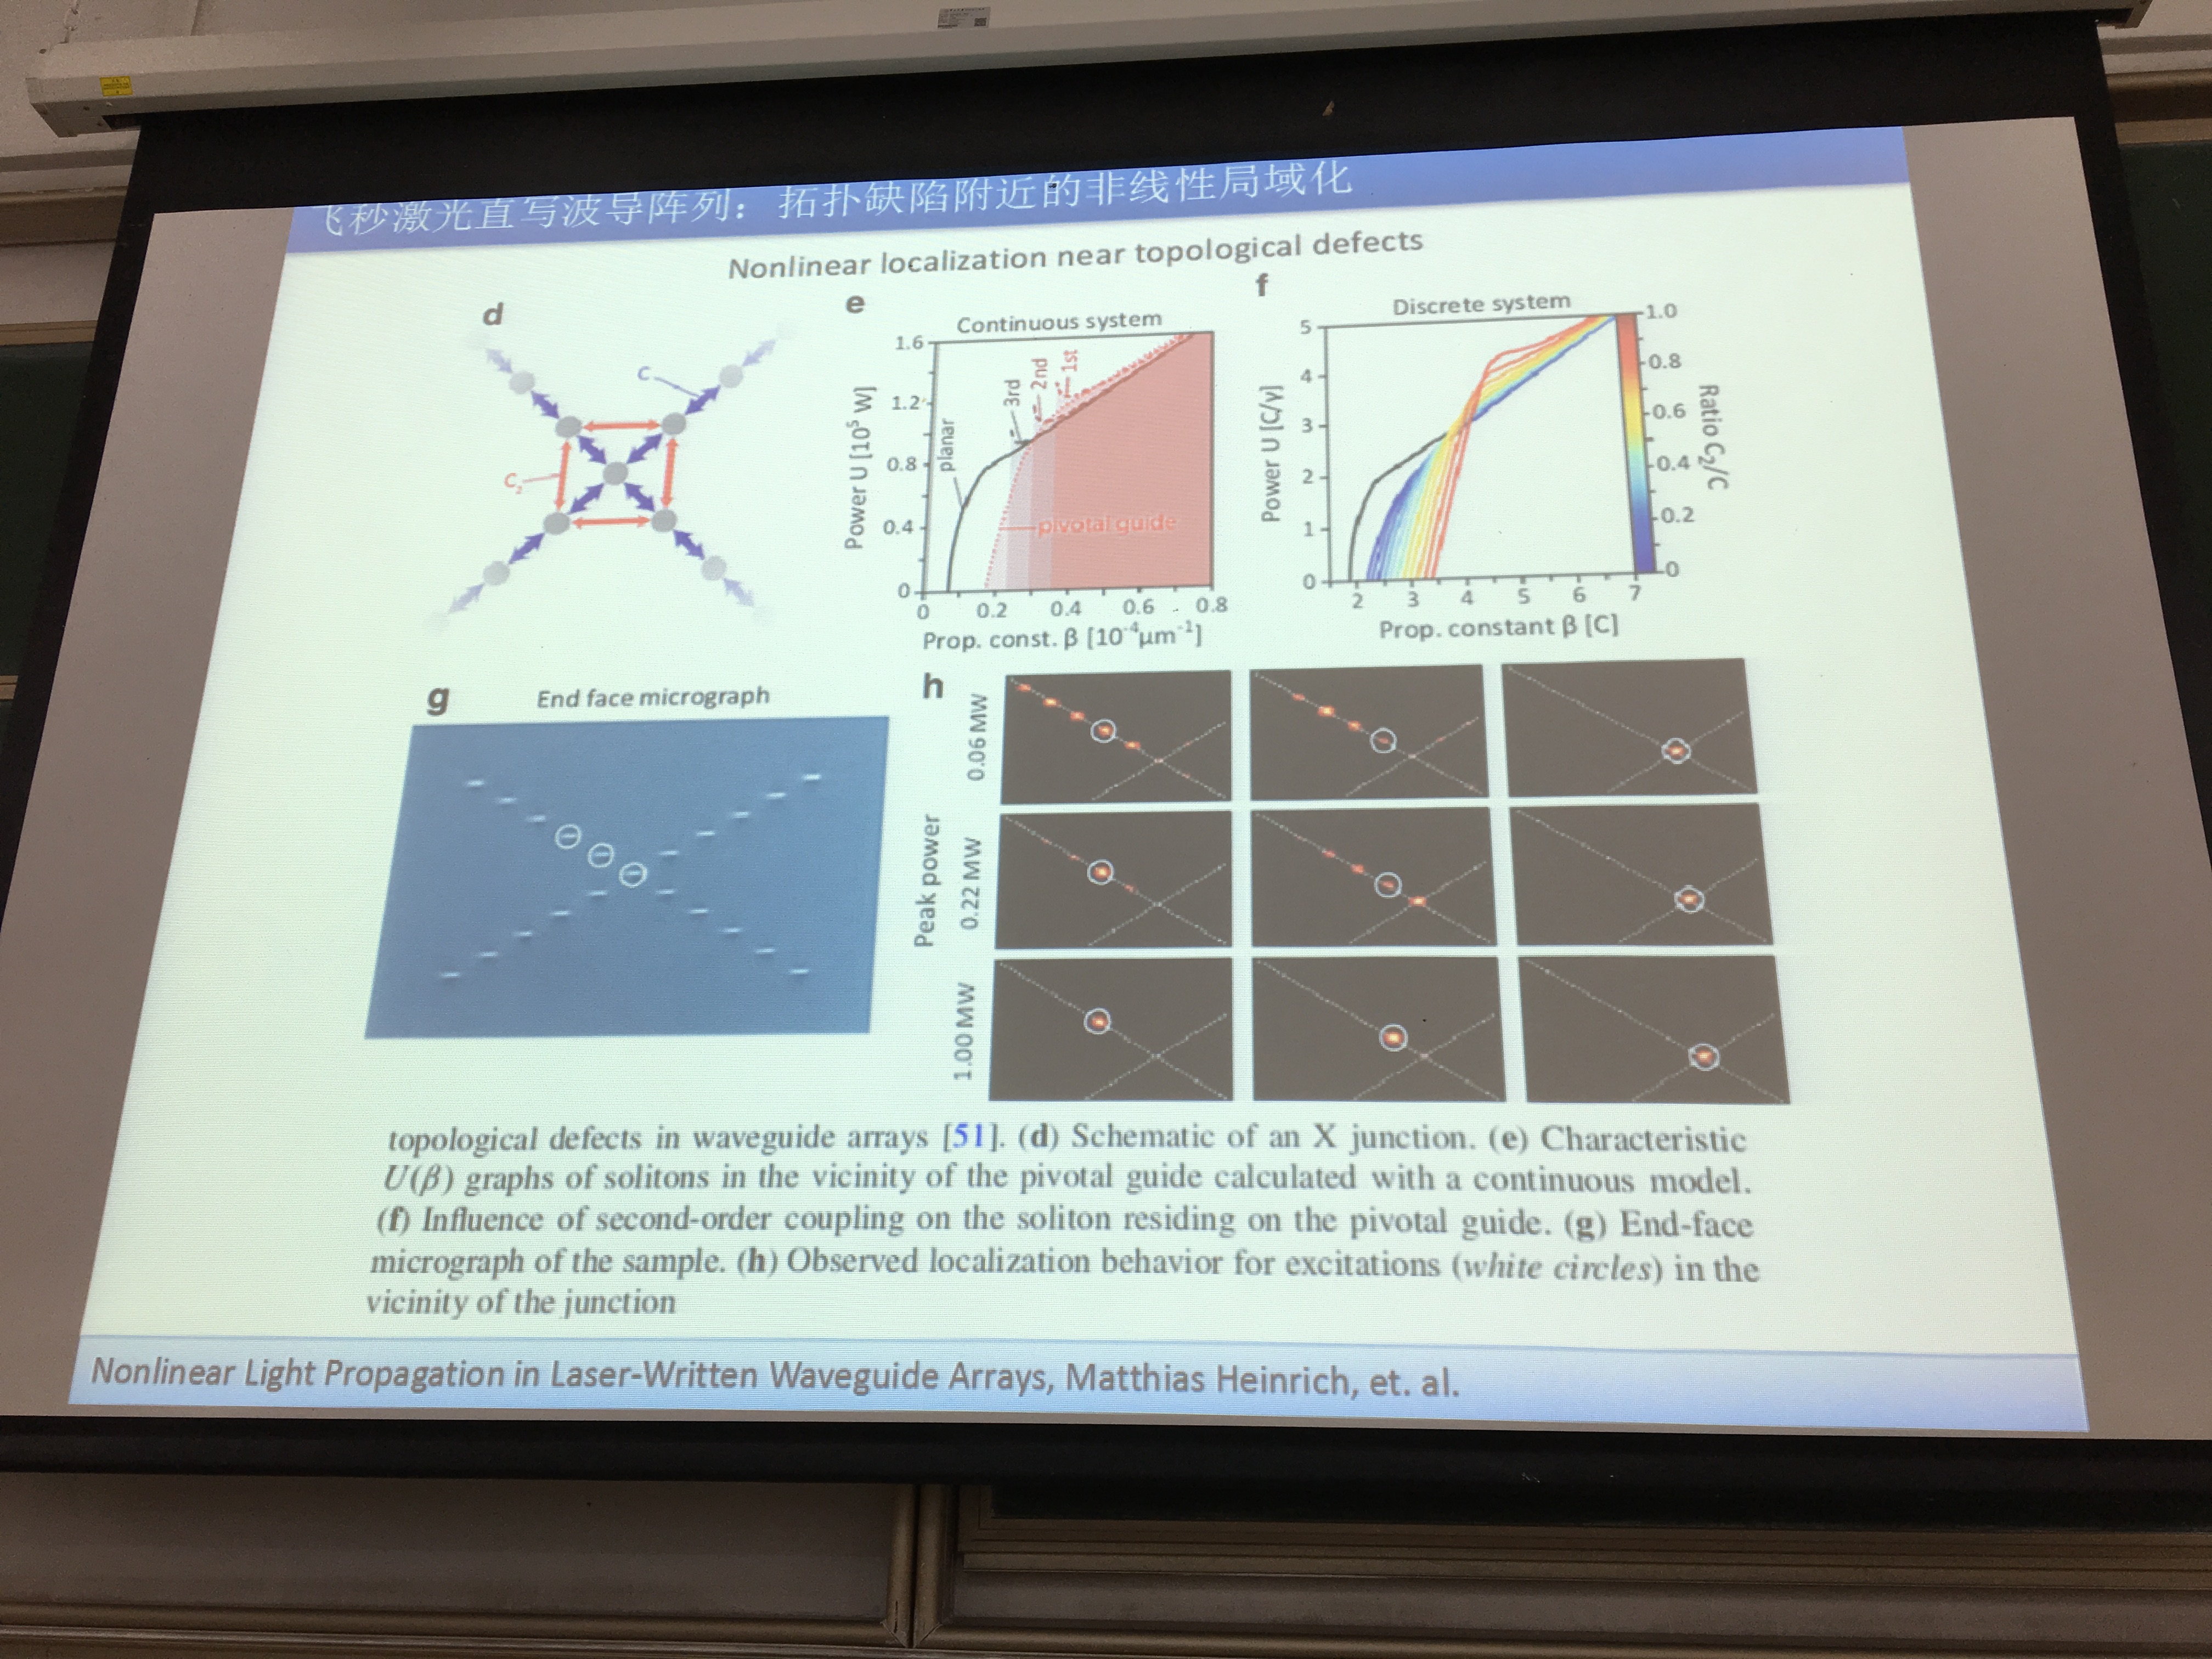 飞秒激光直写波导阵列：拓扑缺陷附近的非线性局域化
Nonlinear localization near topological defects
d
C
C2
e
Continuous system
1.6
1.2
0.8
0.4
0
Power U [10^5 W]
planar
3rd
2nd
1st
pivotal guide
0 0.2 0.4 0.6 0.8
Prop. const. β [10^-4 μm^-1]
f
Discrete system
5
4
3
2
1
0
Power U [C/γ]
2 3 4 5 6 7
Prop. constant β [C]
1.0
0.8
0.6
0.4
0.2
0
Ratio C2/C
g
End face micrograph
h
Peak power
0.06 MW
0.22 MW
1.00 MW
topological defects in waveguide arrays [51]. (d) Schematic of an X junction. (e) Characteristic
U(β) graphs of solitons in the vicinity of the pivotal guide calculated with a continuous model.
(f) Influence of second-order coupling on the soliton residing on the pivotal guide. (g) End-face
micrograph of the sample. (h) Observed localization behavior for excitations (white circles) in the
vicinity of the junction
Nonlinear Light Propagation in Laser-Written Waveguide Arrays, Matthias Heinrich, et. al.